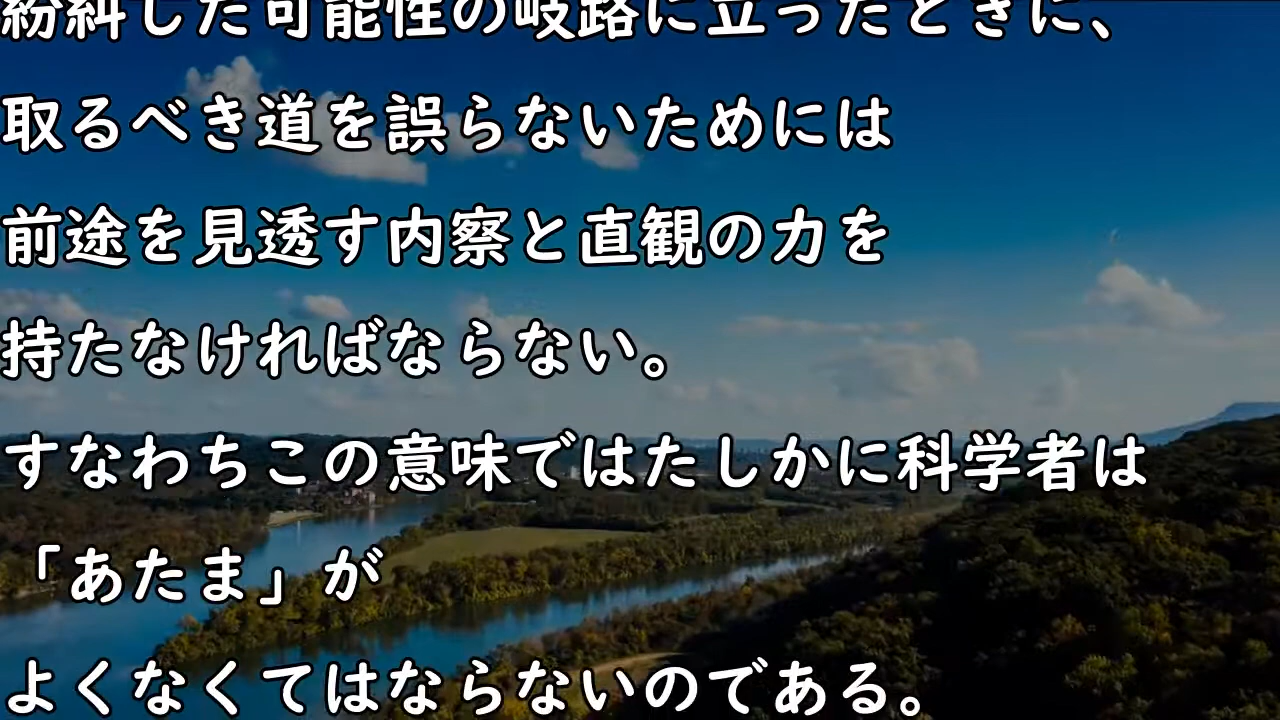 紛糾した可能性の岐路に立ったときに、
取るべき道を誤らないためには
前途を見透す内察と直観の力を
持たなければならない。
すなわちこの意味ではたしかに科学者は
「あたま」が
よくなくてはならないのである。